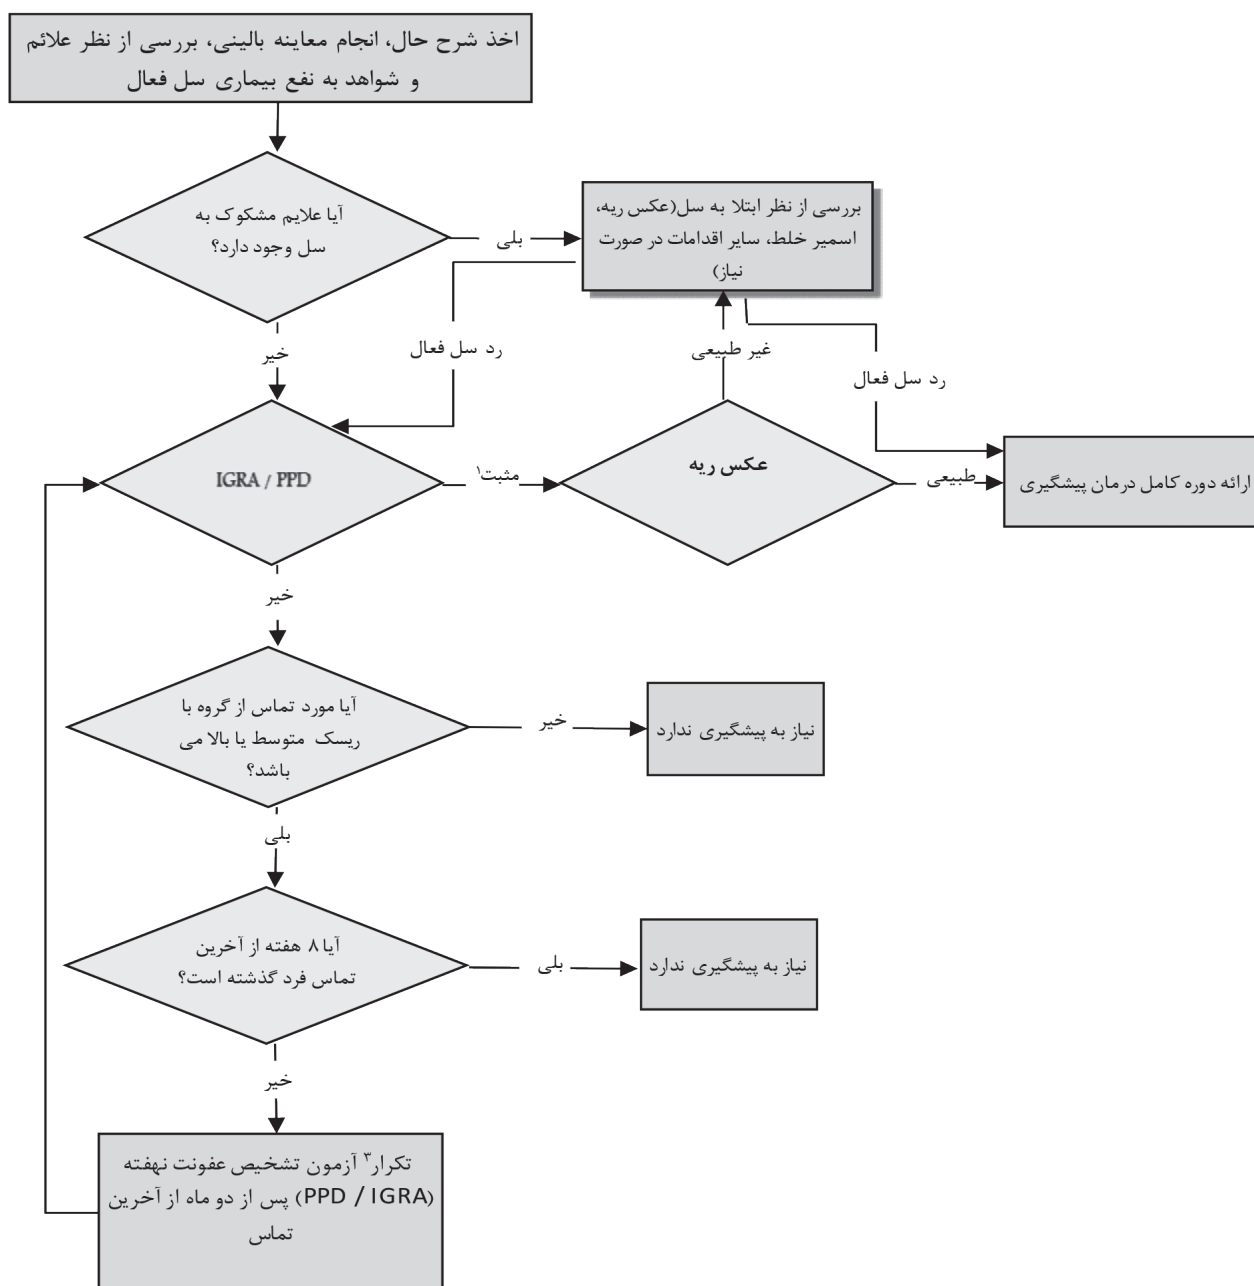 اخذ شرح حال، انجام معاینه بالینی، بررسی از نظر علائم
و شواهد به نفع بیماری سل فعال
آیا علایم مشکوک به
سل وجود دارد؟
بلی
بررسی از نظر ابتلا به سل(عکس ریه،
اسمیر خلط، سایر اقدامات در صورت
نیاز)
خیر
رد سل فعال
غیر طبیعی
رد سل فعال
IGRA / PPD
مثبت۱
عکس ریه
طبیعی
ارائه دوره کامل درمان پیشگیری
خیر
آیا مورد تماس از گروه با
ریسک متوسط یا بالا می
باشد؟
خیر
نیاز به پیشگیری ندارد
بلی
آیا ۸ هفته از آخرین
تماس فرد گذشته است؟
بلی
نیاز به پیشگیری ندارد
خیر
تکرار۳ آزمون تشخیص عفونت نهفته
(PPD / IGRA) پس از دو ماه از آخرین
تماس